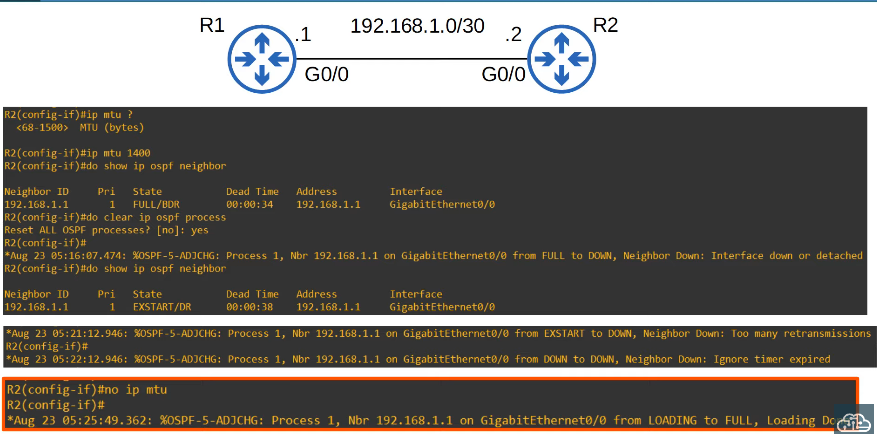 R1 192.168.1.0/30 R2
.1 .2
G0/0 G0/0
R2(config-if)#ip mtu ?
<68-1500> MTU (bytes)
R2(config-if)#ip mtu 1400
R2(config-if)#do show ip ospf neighbor
Neighbor ID Pri State Dead Time Address Interface
192.168.1.1 1 FULL/BDR 00:00:34 192.168.1.1 GigabitEthernet0/0
R2(config-if)#do clear ip ospf process
Reset ALL OSPF processes? [no]: yes
R2(config-if)#
*Aug 23 05:16:07.474: %OSPF-5-ADJCHG: Process 1, Nbr 192.168.1.1 on GigabitEthernet0/0 from FULL to DOWN, Neighbor Down: Interface down or detached
R2(config-if)#do show ip ospf neighbor
Neighbor ID Pri State Dead Time Address Interface
192.168.1.1 1 EXSTART/DR 00:00:38 192.168.1.1 GigabitEthernet0/0
*Aug 23 05:21:12.946: %OSPF-5-ADJCHG: Process 1, Nbr 192.168.1.1 on GigabitEthernet0/0 from EXSTART to DOWN, Neighbor Down: Too many retransmissions
R2(config-if)#
*Aug 23 05:22:12.946: %OSPF-5-ADJCHG: Process 1, Nbr 192.168.1.1 on GigabitEthernet0/0 from DOWN to DOWN, Neighbor Down: Ignore timer expired
R2(config-if)#no ip mtu
R2(config-if)#
*Aug 23 05:25:49.362: %OSPF-5-ADJCHG: Process 1, Nbr 192.168.1.1 on GigabitEthernet0/0 from LOADING to FULL, Loading